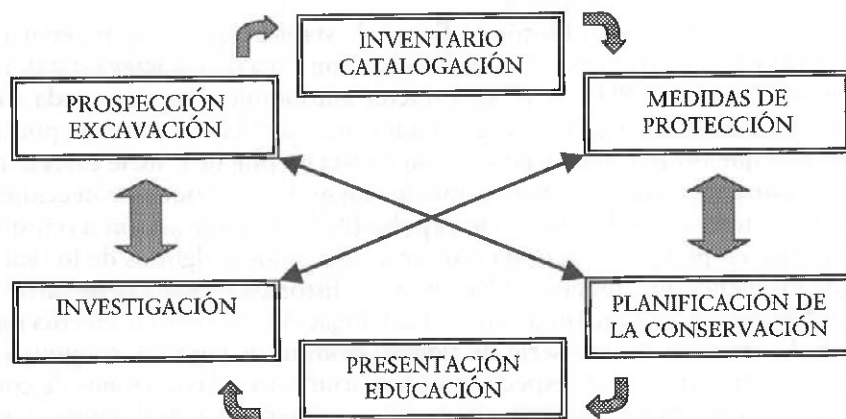 INVENTARIO
CATALOGACIÓN
PROSPECCIÓN
EXCAVACIÓN
MEDIDAS DE
PROTECCIÓN
INVESTIGACIÓN
PLANIFICACIÓN DE
LA CONSERVACIÓN
PRESENTACIÓN
EDUCACIÓN